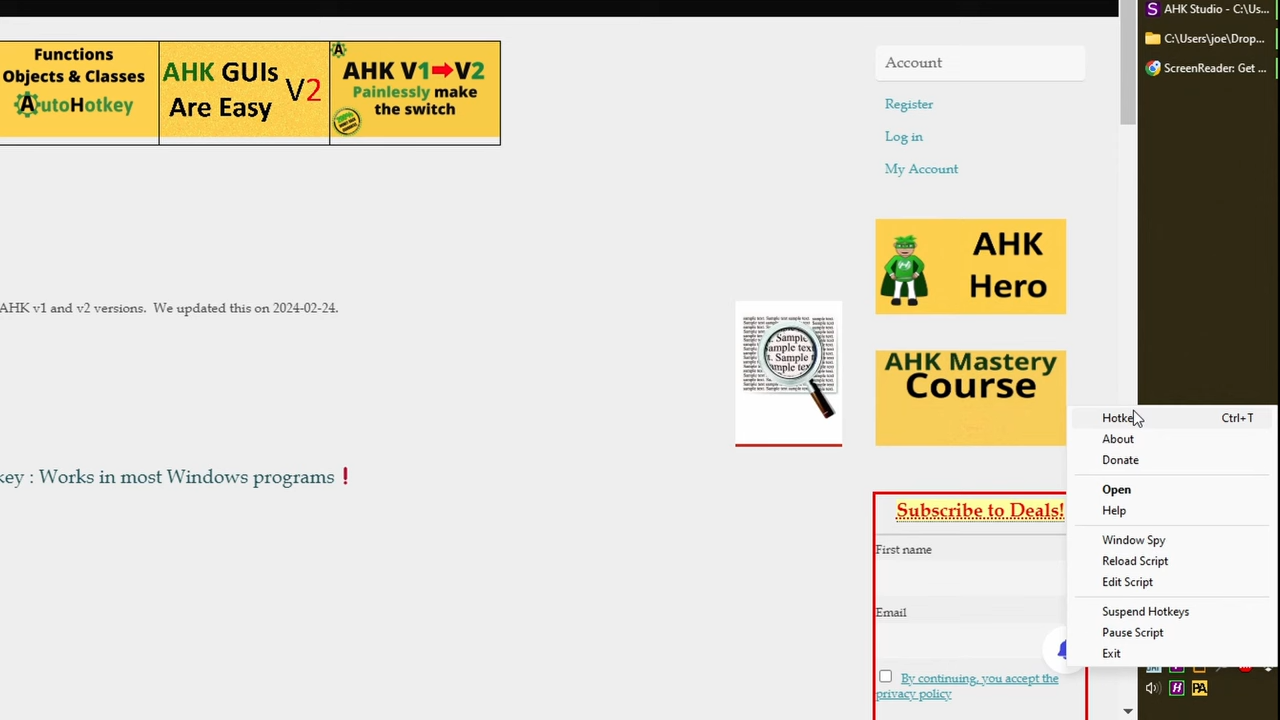 Functions
Objects & Classes
AutoHotkey
AHK GUIs
Are Easy
V2
AHK V1➡V2
Painlessly make
the switch
Account
Register
Log in
My Account
AHK
Hero
AHK v1 and v2 versions.  We updated this on 2024-02-24.
AHK Mastery
Course
key : Works in most Windows programs❗
Subscribe to Deals!
First name
Email
By continuing, you accept the
privacy policy
Ctrl+T
About
Donate
Open
Help
Window Spy
Reload Script
Edit Script
Suspend Hotkeys
Pause Script
Exit
AHK Studio - C:\Us...
C:\Users\joe\Drop...
ScreenReader: Get ...
H
PA